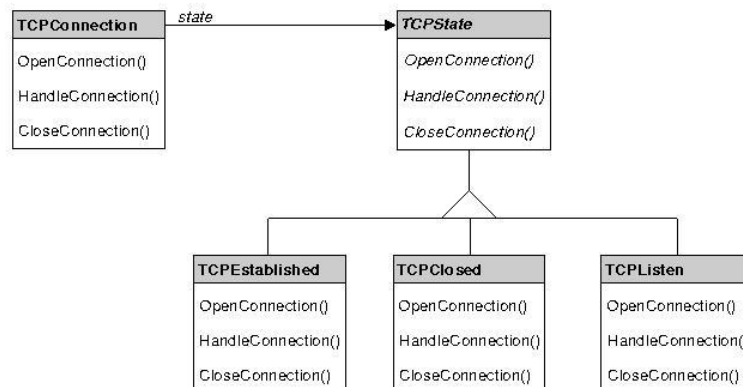 TCPConnection
OpenConnection()
HandleConnection()
CloseConnection()
state
TCPState
OpenConnection()
HandleConnection()
CloseConnection()
TCPEstablished
OpenConnection()
HandleConnection()
CloseConnection()
TCPClosed
OpenConnection()
HandleConnection()
CloseConnection()
TCPListen
OpenConnection()
HandleConnection()
CloseConnection()